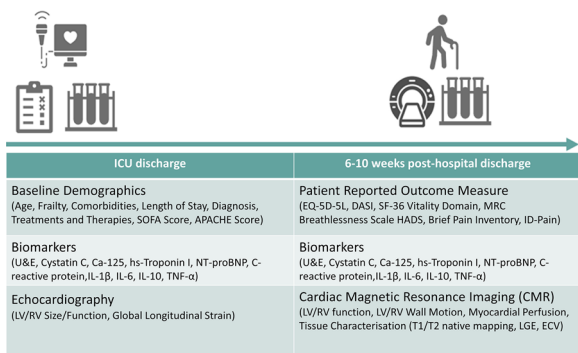 ICU discharge
6-10 weeks post-hospital discharge
Baseline Demographics
(Age, Frailty, Comorbidities, Length of Stay, Diagnosis,
Treatments and Therapies, SOFA Score, APACHE Score)
Patient Reported Outcome Measure
(EQ-5D-5L, DASI, SF-36 Vitality Domain, MRC
Breathlessness Scale HADS, Brief Pain Inventory, ID-Pain)
Biomarkers
(U&E, Cystatin C, Ca-125, hs-Troponin I, NT-proBNP, C-
reactive protein,IL-1β, IL-6, IL-10, TNF-α)
Biomarkers
(U&E, Cystatin C, Ca-125, hs-Troponin I, NT-proBNP, C-
reactive protein,IL-1β, IL-6, IL-10, TNF-α)
Echocardiography
(LV/RV Size/Function, Global Longitudinal Strain)
Cardiac Magnetic Resonance Imaging (CMR)
(LV/RV function, LV/RV Wall Motion, Myocardial Perfusion,
Tissue Characterisation (T1/T2 native mapping, LGE, ECV)